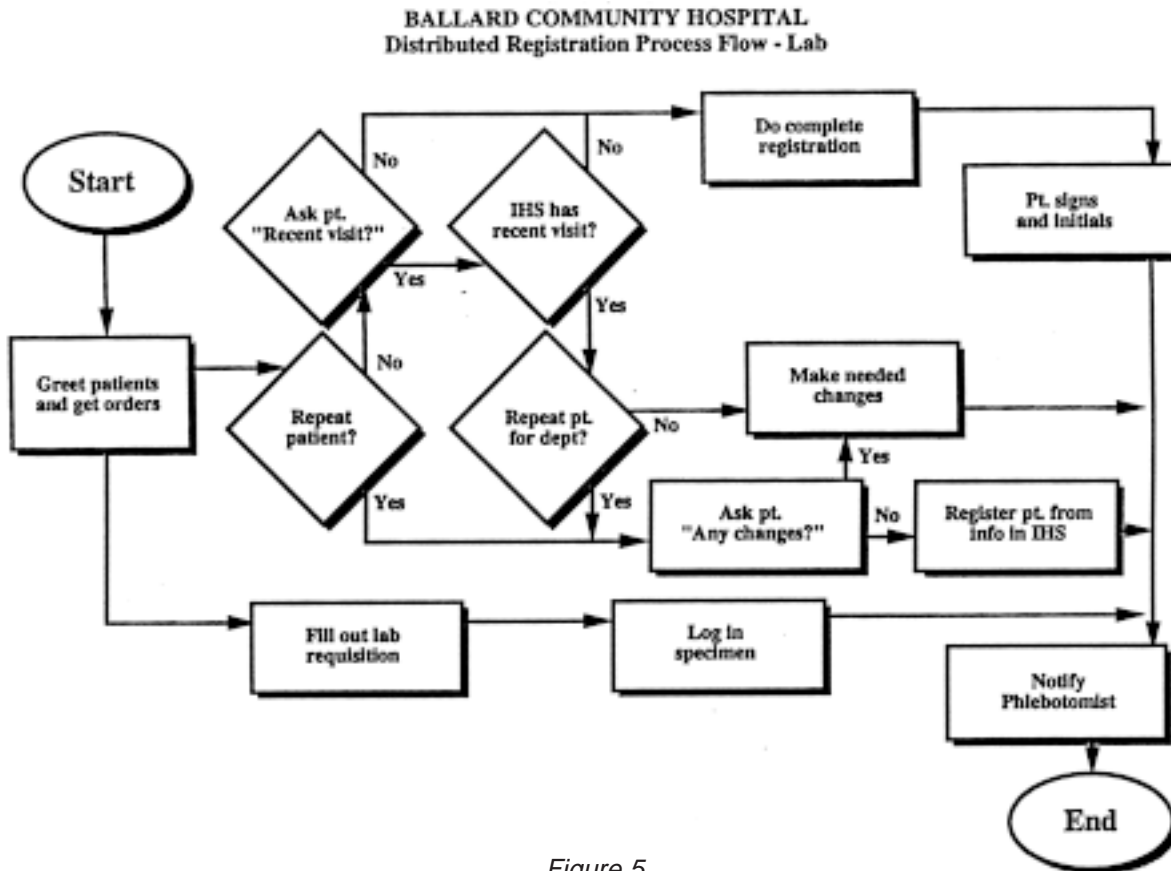 BALLARD COMMUNITY HOSPITAL
Distributed Registration Process Flow - Lab
Start
Ask pt.
"Recent visit?"
No
Yes
IHS has
recent visit?
No
Yes
Do complete
registration
Pt. signs
and initials
Greet patients
and get orders
Repeat
patient?
No
Yes
Repeat pt.
for dept?
No
Yes
Make needed
changes
Yes
Ask pt.
"Any changes?"
No
Register pt. from
info in IHS
Fill out lab
requisition
Log in
specimen
Notify
Phlebotomist
End
Figure 5